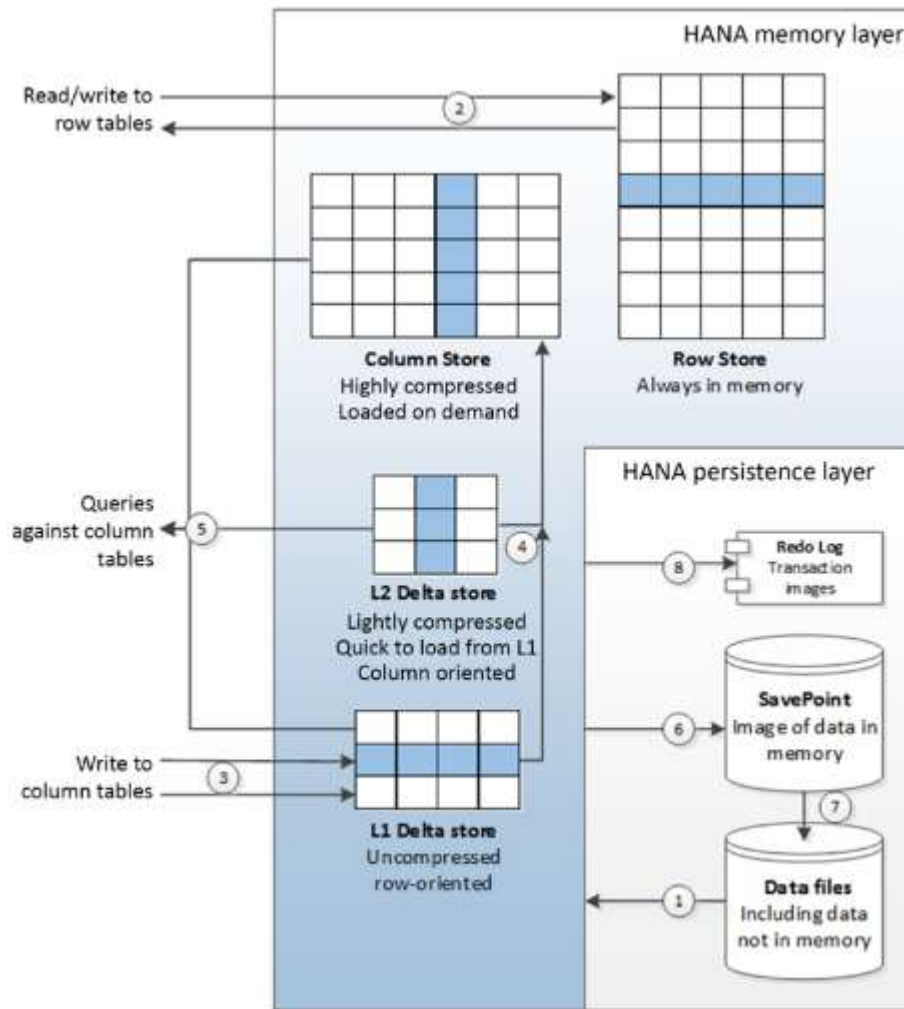 HANA memory layer
Read/write to
row tables
2
Column Store
Highly compressed
Loaded on demand
Row Store
Always in memory
HANA persistence layer
Queries
against column
tables
5
4
L2 Delta store
Lightly compressed
Quick to load from L1
Column oriented
8
Redo Log
Transaction
images
6
SavePoint
Image of data in
memory
Write to
column tables
3
L1 Delta store
Uncompressed
row-oriented
7
1
Data files
Including data
not in memory